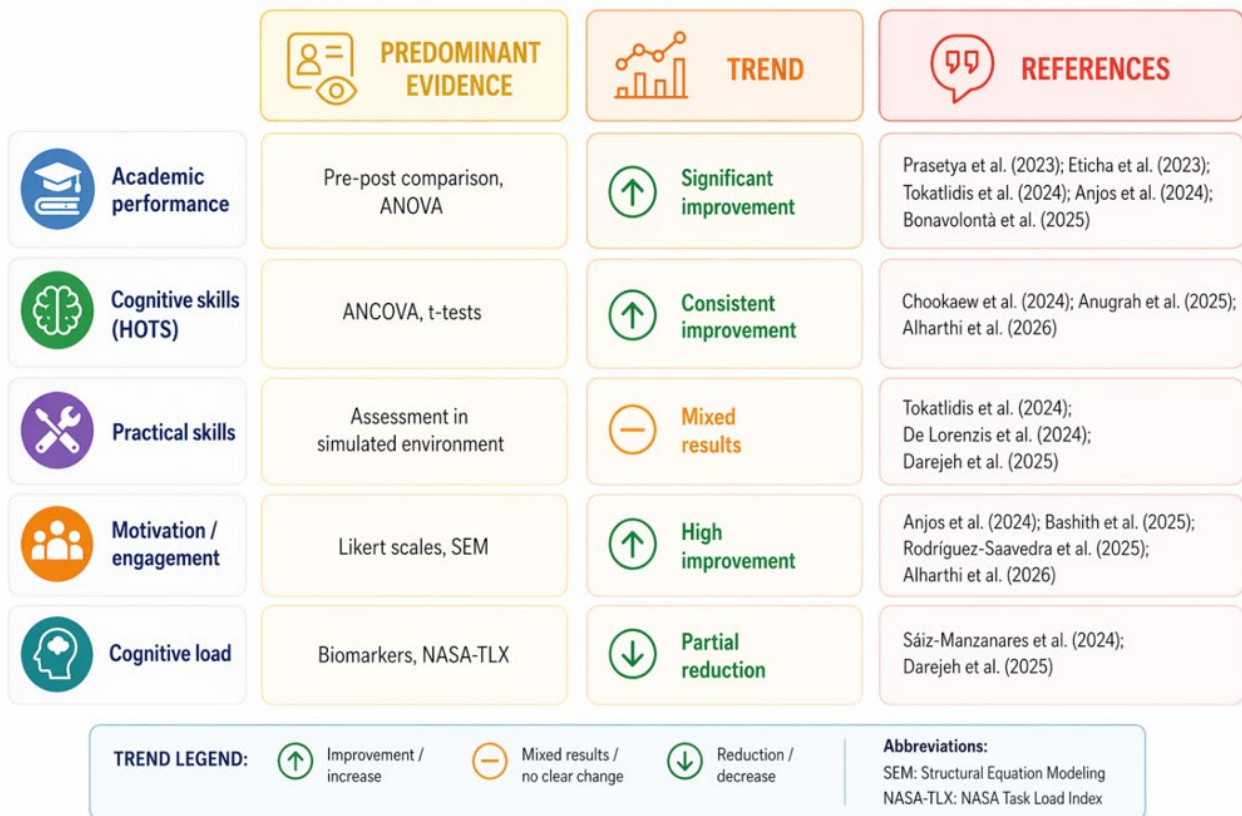 PREDOMINANT
EVIDENCE
TREND
REFERENCES
Academic
performance
Pre-post comparison,
ANOVA
Significant
improvement
Prasetya et al. (2023); Eticha et al. (2023);
Tokatlidis et al. (2024); Anjos et al. (2024);
Bonavolontà et al. (2025)
Cognitive skills
(HOTS)
ANCOVA, t-tests
Consistent
improvement
Chookaew et al. (2024); Anugrah et al. (2025);
Alharthi et al. (2026)
Practical skills
Assessment in
simulated environment
Mixed
results
Tokatlidis et al. (2024);
De Lorenzis et al. (2024);
Darejeh et al. (2025)
Motivation /
engagement
Likert scales, SEM
High
improvement
Anjos et al. (2024); Bashith et al. (2025);
Rodríguez-Saavedra et al. (2025);
Alharthi et al. (2026)
Cognitive load
Biomarkers, NASA-TLX
Partial
reduction
Sáiz-Manzanares et al. (2024);
Darejeh et al. (2025)
TREND LEGEND:
Improvement /
increase
Mixed results /
no clear change
Reduction /
decrease
Abbreviations:
SEM: Structural Equation Modeling
NASA-TLX: NASA Task Load Index